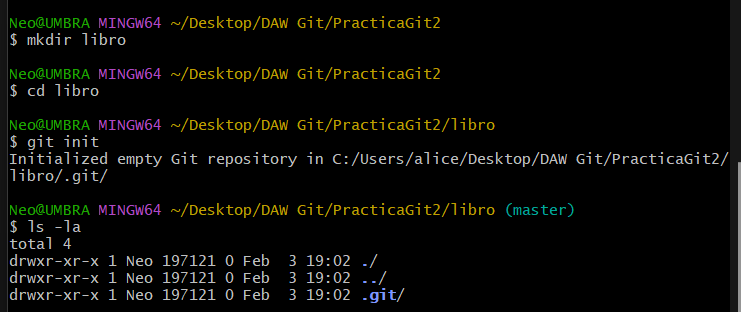 Neo@UMBRA MINGW64 ~/Desktop/DAW Git/PracticaGit2
$ mkdir libro
Neo@UMBRA MINGW64 ~/Desktop/DAW Git/PracticaGit2
$ cd libro
Neo@UMBRA MINGW64 ~/Desktop/DAW Git/PracticaGit2/libro
$ git init
Initialized empty Git repository in C:/Users/alice/Desktop/DAW Git/PracticaGit2/
libro/.git/
Neo@UMBRA MINGW64 ~/Desktop/DAW Git/PracticaGit2/libro (master)
$ ls -la
total 4
drwxr-xr-x 1 Neo 197121 0 Feb  3 19:02 ./
drwxr-xr-x 1 Neo 197121 0 Feb  3 19:02 ../
drwxr-xr-x 1 Neo 197121 0 Feb  3 19:02 .git/